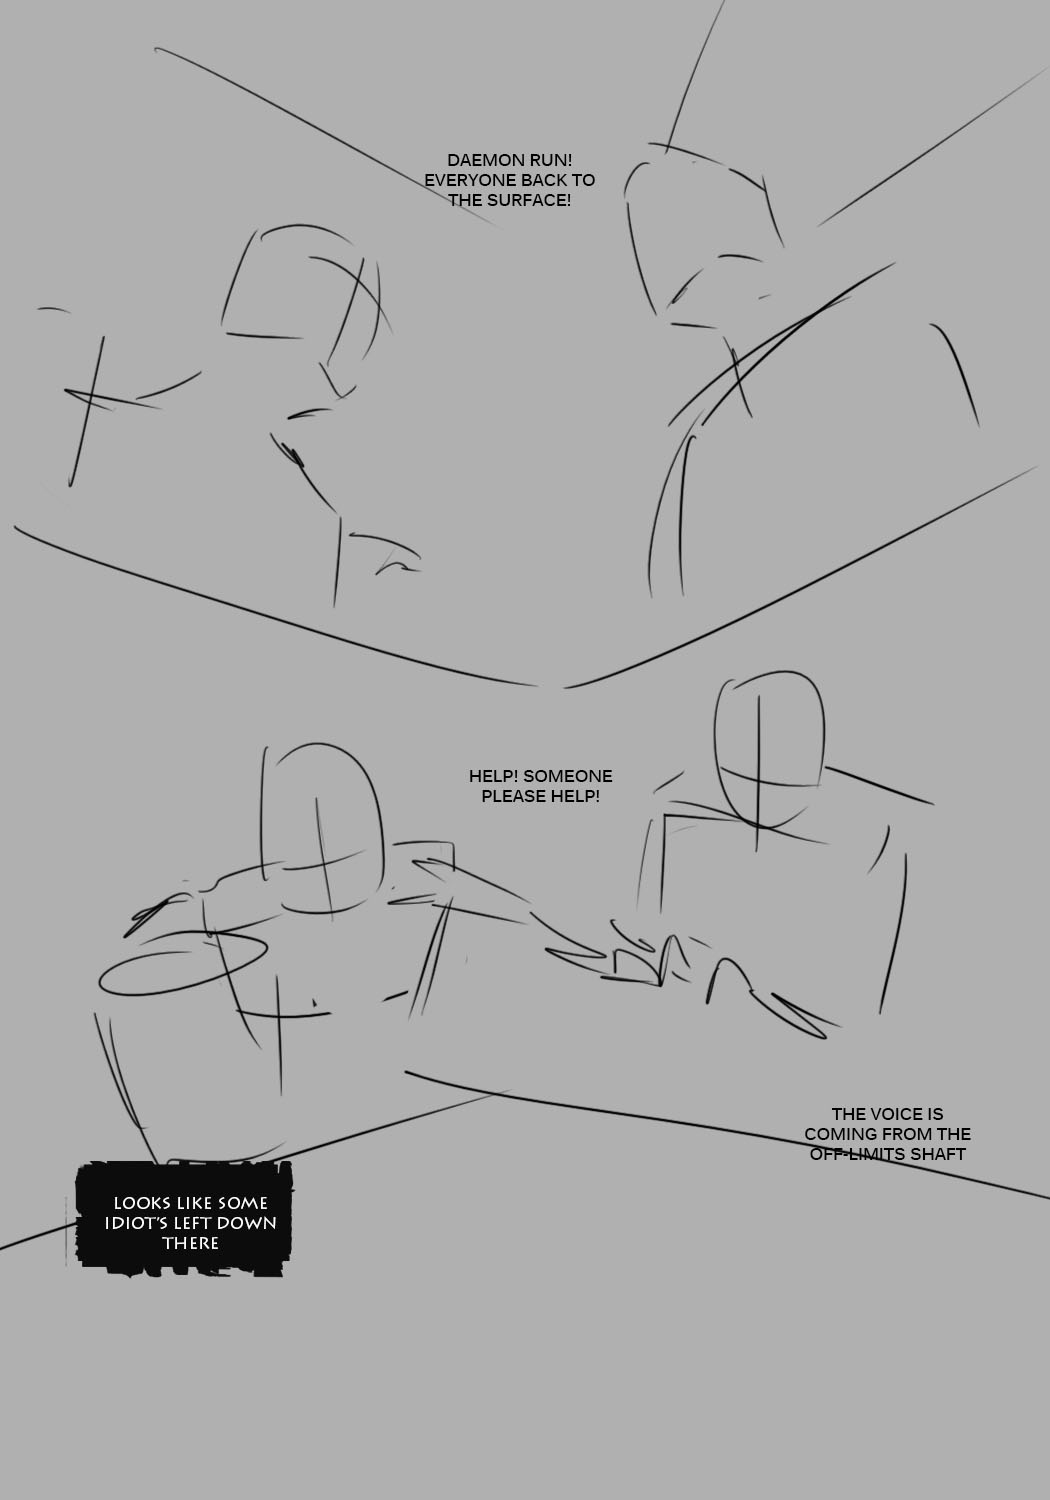 DAEMON RUN!
EVERYONE BACK TO
THE SURFACE!
HELP! SOMEONE
PLEASE HELP!
THE VOICE IS
COMING FROM THE
OFF-LIMITS SHAFT
LOOKS LIKE SOME
IDIOT'S LEFT DOWN
THERE